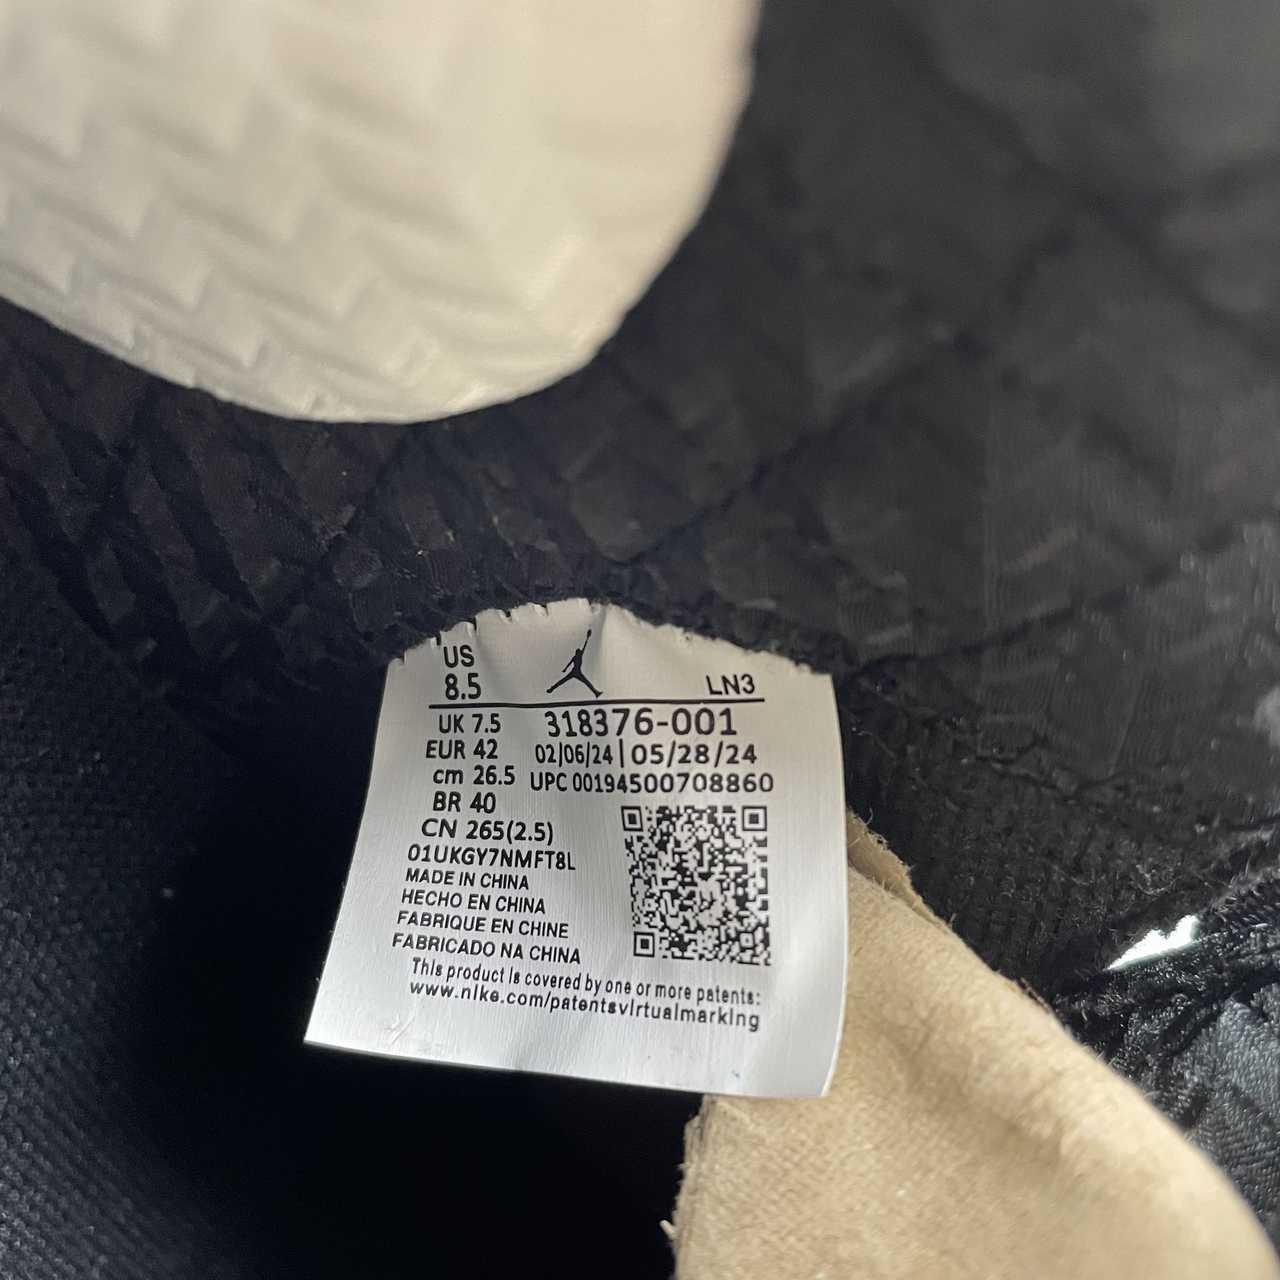 US
8.5
LN3
UK 7.5
318376-001
EUR 42
02/06/24 | 05/28/24
cm 26.5
UPC 00194500708860
BR 40
CN 265(2.5)
01UKGY7NMFT8L
MADE IN CHINA
HECHO EN CHINA
FABRIQUE EN CHINE
FABRICADO NA CHINA
This product is covered by one or more patents:
www.nike.com/patentsvirtualmarking